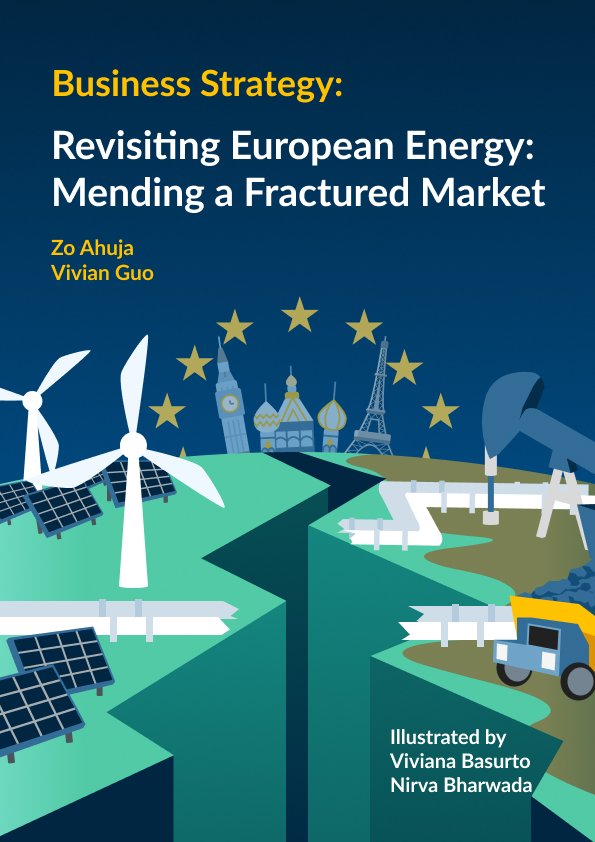 Business Strategy:
Revisiting European Energy:
Mending a Fractured Market
Zo Ahuja
Vivian Guo
Illustrated by
Viviana Basurto
Nirva Bharwada